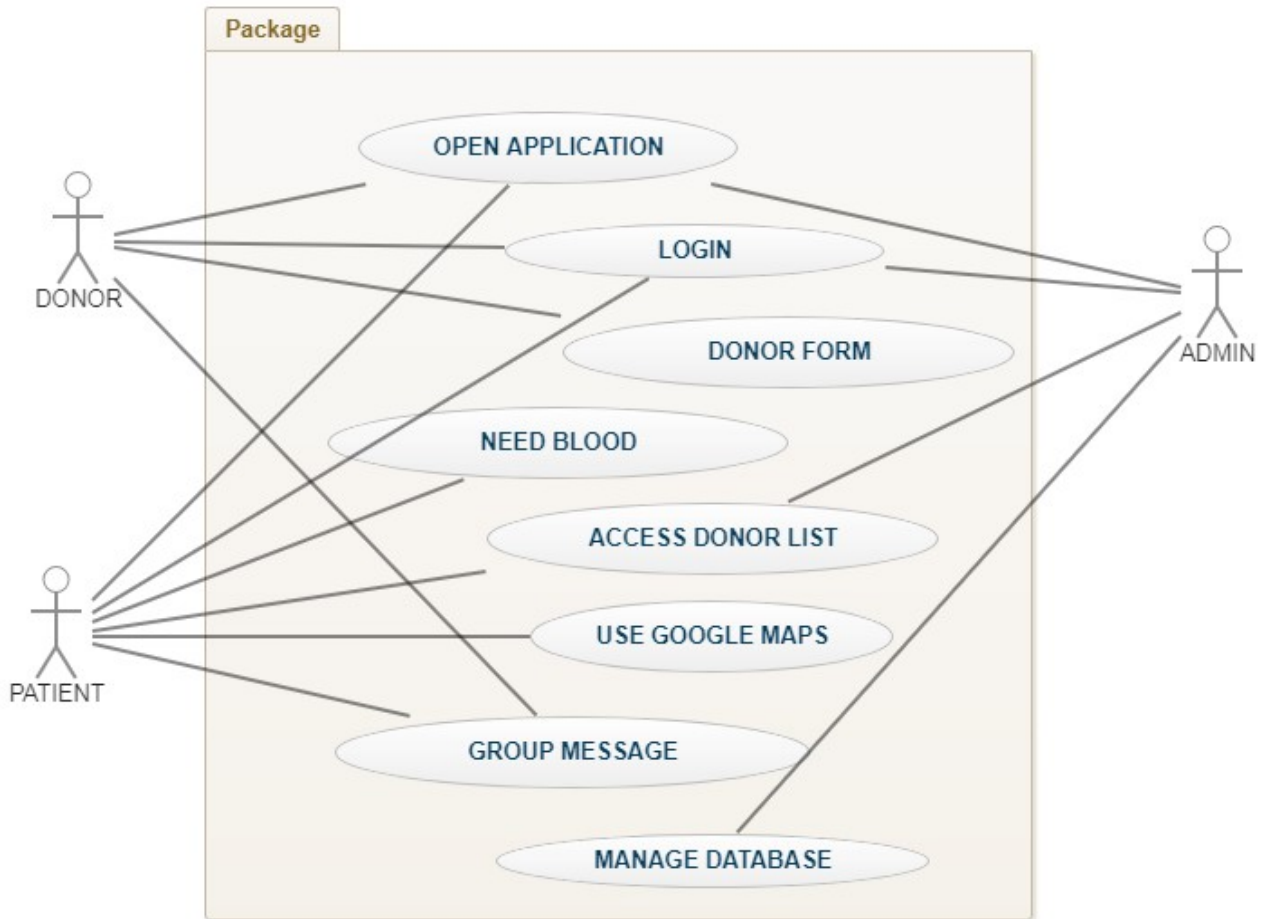 Package
OPEN APPLICATION
LOGIN
DONOR
DONOR FORM
ADMIN
NEED BLOOD
ACCESS DONOR LIST
USE GOOGLE MAPS
PATIENT
GROUP MESSAGE
MANAGE DATABASE